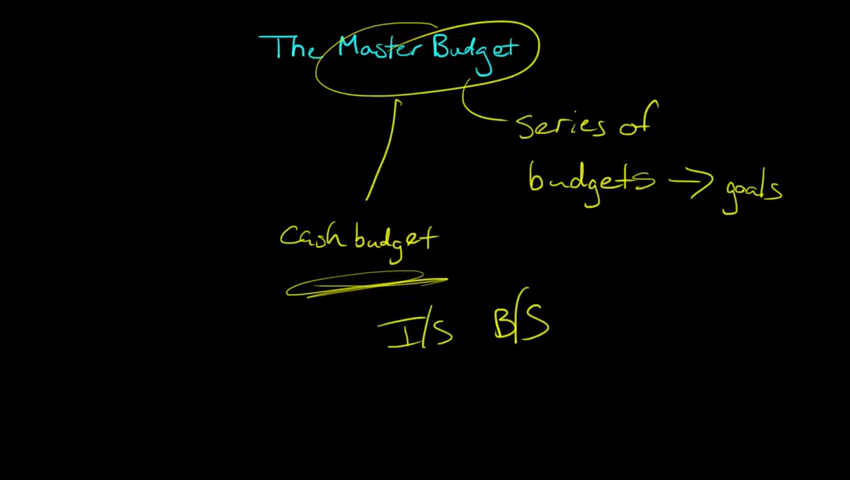 The Master Budget
series of
budgets → goals
cash budget
I/S B/S